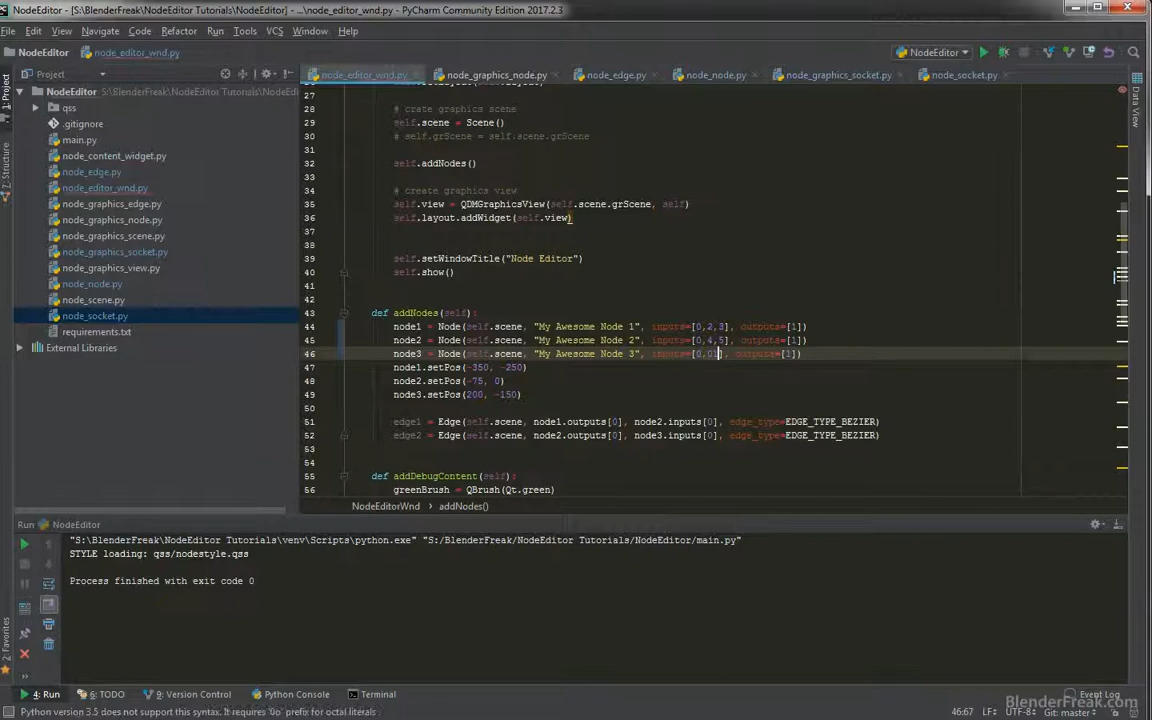 NodeEditor - [S:\BlenderFreak\NodeEditor Tutorials\NodeEditor] - ...\node_editor_wnd.py - PyCharm Community Edition 2017.2.3
File Edit View Navigate Code Refactor Run Tools VCS Window Help
NodeEditor node_editor_wnd.py NodeEditor
Project node_editor_wnd.py node_graphics_node.py node_edge.py node_node.py node_graphics_socket.py node_socket.py
1: Project
Structure
2: Favorites
Data View
NodeEditor S:\BlenderFreak\NodeEditor Tutorials\NodeEdi
qss
.gitignore
main.py
node_content_widget.py
node_edge.py
node_editor_wnd.py
node_graphics_edge.py
node_graphics_node.py
node_graphics_scene.py
node_graphics_socket.py
node_graphics_view.py
node_node.py
node_scene.py
node_socket.py
requirements.txt
External Libraries
27
28 # crate graphics scene
29 self.scene = Scene()
30 # self.grScene = self.scene.grScene
31
32 self.addNodes()
33
34 # create graphics view
35 self.view = QDMGraphicsView(self.scene.grScene, self)
36 self.layout.addWidget(self.view)
37
38
39 self.setWindowTitle("Node Editor")
40 self.show()
41
42
43 def addNodes(self):
44 node1 = Node(self.scene, "My Awesome Node 1", inputs=[0,2,3], outputs=[1])
45 node2 = Node(self.scene, "My Awesome Node 2", inputs=[0,4,5], outputs=[1])
46 node3 = Node(self.scene, "My Awesome Node 3", inputs=[0,01], outputs=[1])
47 node1.setPos(-350, -250)
48 node2.setPos(-75, 0)
49 node3.setPos(200, -150)
50
51 edge1 = Edge(self.scene, node1.outputs[0], node2.inputs[0], edge_type=EDGE_TYPE_BEZIER)
52 edge2 = Edge(self.scene, node2.outputs[0], node3.inputs[0], edge_type=EDGE_TYPE_BEZIER)
53
54
55 def addDebugContent(self):
56 greenBrush = QBrush(Qt.green)
NodeEditorWnd › addNodes()
Run NodeEditor
"S:\BlenderFreak\NodeEditor Tutorials\venv\Scripts\python.exe" "S:/BlenderFreak/NodeEditor Tutorials/NodeEditor/main.py"
STYLE loading: qss/nodestyle.qss
Process finished with exit code 0
4: Run 6: TODO 9: Version Control Python Console Terminal Event Log
Python version 3.5 does not support this syntax. It requires '0o' prefix for octal literals 46:67 LF÷ UTF-8÷ Git: master÷
BlenderFreak.com